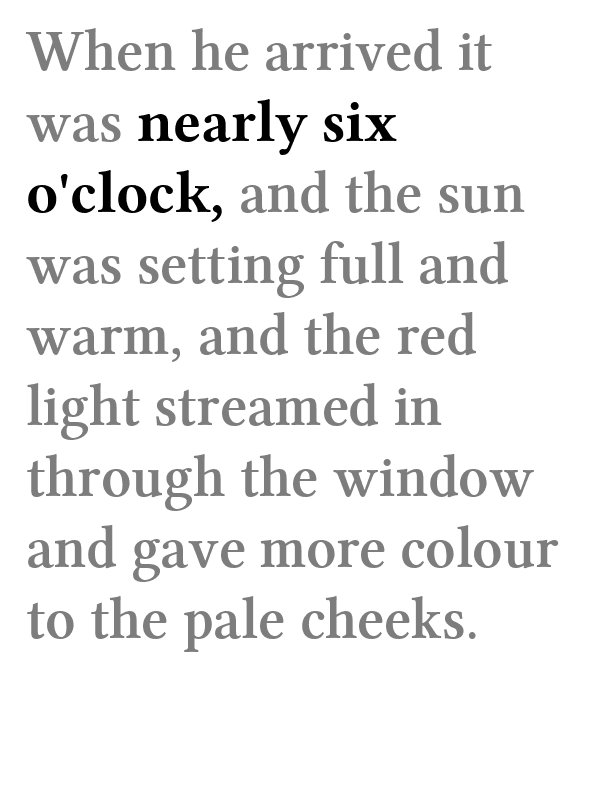 When he arrived it
was nearly six
o'clock, and the sun
was setting full and
warm, and the red
light streamed in
through the window
and gave more colour
to the pale cheeks.